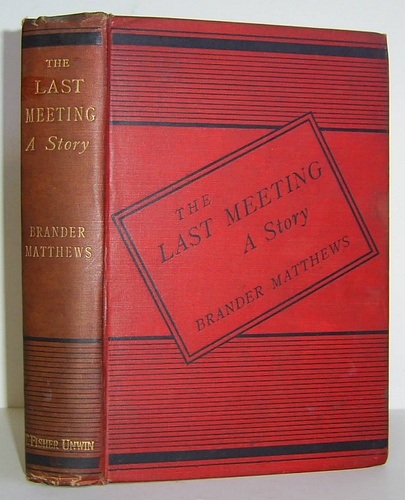 THE
LAST
MEETING
A Story
BRANDER
MATTHEWS
T. FISHER UNWIN
THE
LAST MEETING
A Story
BRANDER MATTHEWS